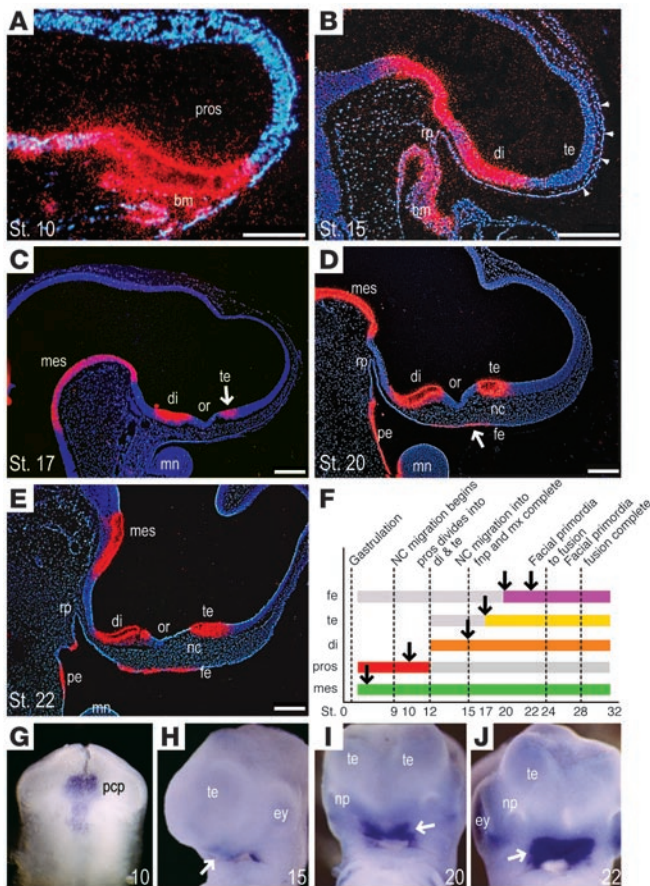 A
pros
bm
St. 10
B
rp
di
te
bm
St. 15
C
mes
te
di
or
mn
St. 17
D
mes
rp
di
or
te
nc
pe
fe
mn
St. 20
E
mes
rp
di
or
te
nc
pe
fe
mn
St. 22
F
Gastrulation
NC migration begins
pros divides into
di & te
NC migration into
fnp and mx complete
Facial primordia
to fusion
Facial primordia
fusion complete
fe
te
di
pros
mes
St. 0 9 10 12 15 17 20 22 24 28 32
G
pcp
10
H
te
ey
15
I
te te
np
20
J
te
np
ey
22